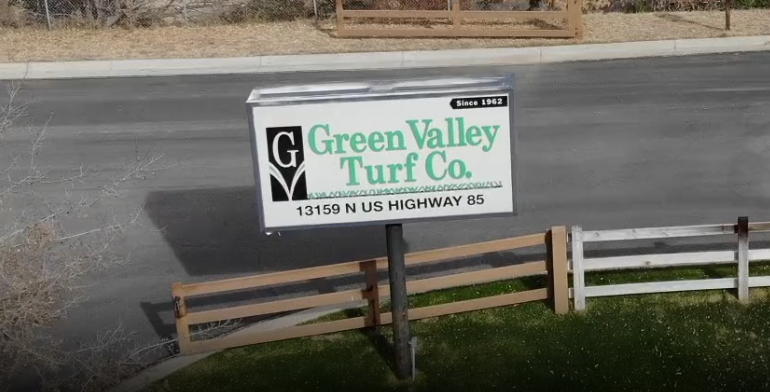 Since 1962
G
Green Valley
Turf Co.
13159 N US HIGHWAY 85